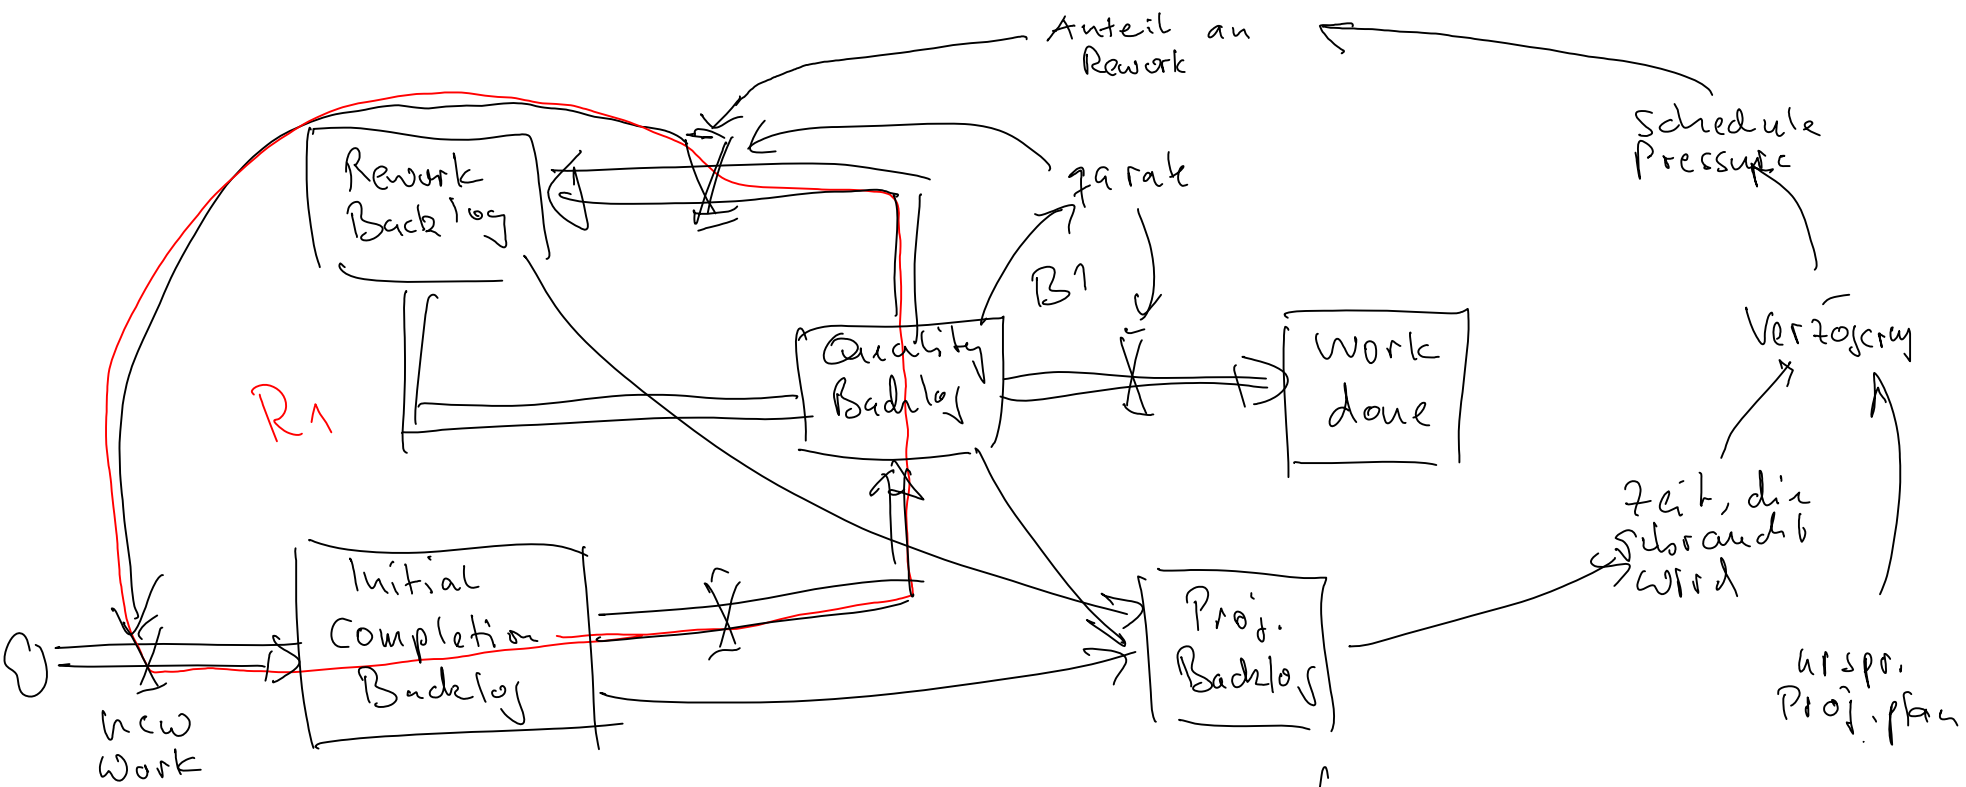 Anteil an
Rework
Schedule
Pressure
Rework
Backlog
qa rate
B1
Verzögerung
Quality
Backlog
Work
done
R1
Zeit, die
gebraucht
wird
Initial
Completion
Backlog
Proj.
Backlog
urspr.
Proj.plan
new
work